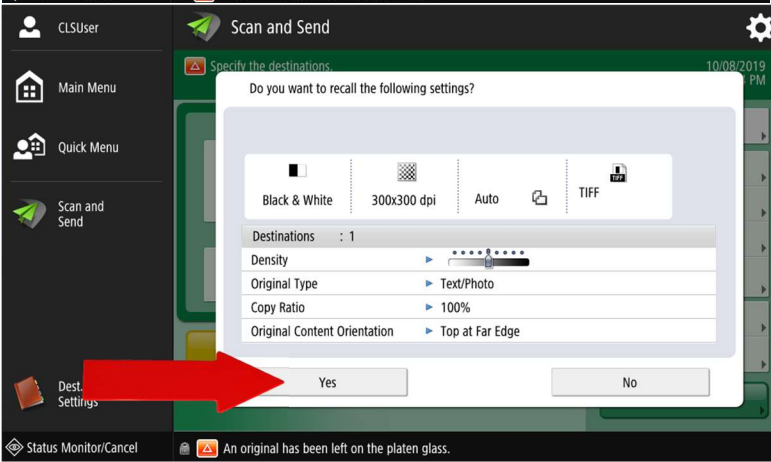 CLSUser
Scan and Send
Specify the destinations.
10/08/2019
PM
Main Menu
Quick Menu
Scan and
Send
Dest.
Settings
Do you want to recall the following settings?
Black & White
300x300 dpi
Auto
TIFF
TIFF
Destinations : 1
Density
Original Type Text/Photo
Copy Ratio 100%
Original Content Orientation Top at Far Edge
Yes
No
Status Monitor/Cancel
An original has been left on the platen glass.